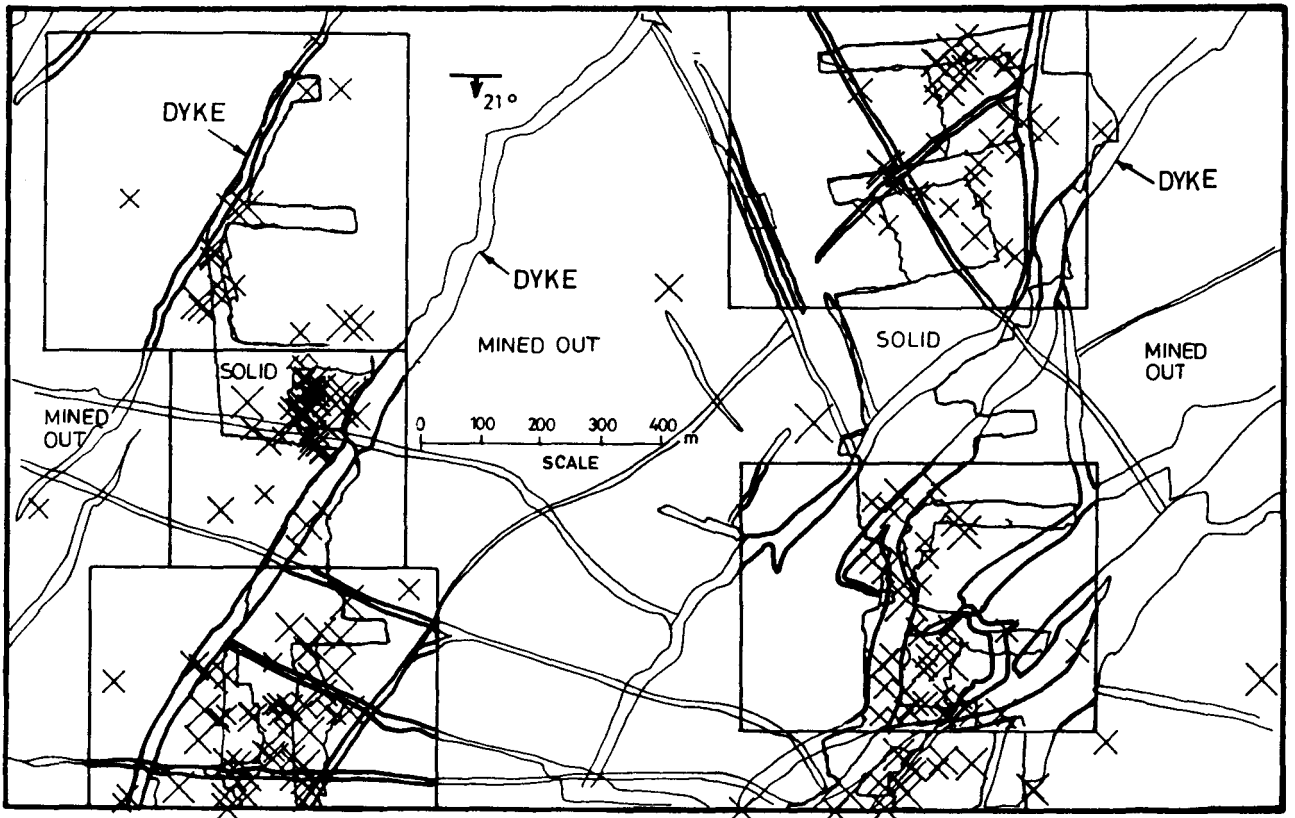 DYKE
21°
DYKE
DYKE
MINED OUT
SOLID
SOLID
MINED
OUT
MINED
OUT
0 100 200 300 400 m
SCALE